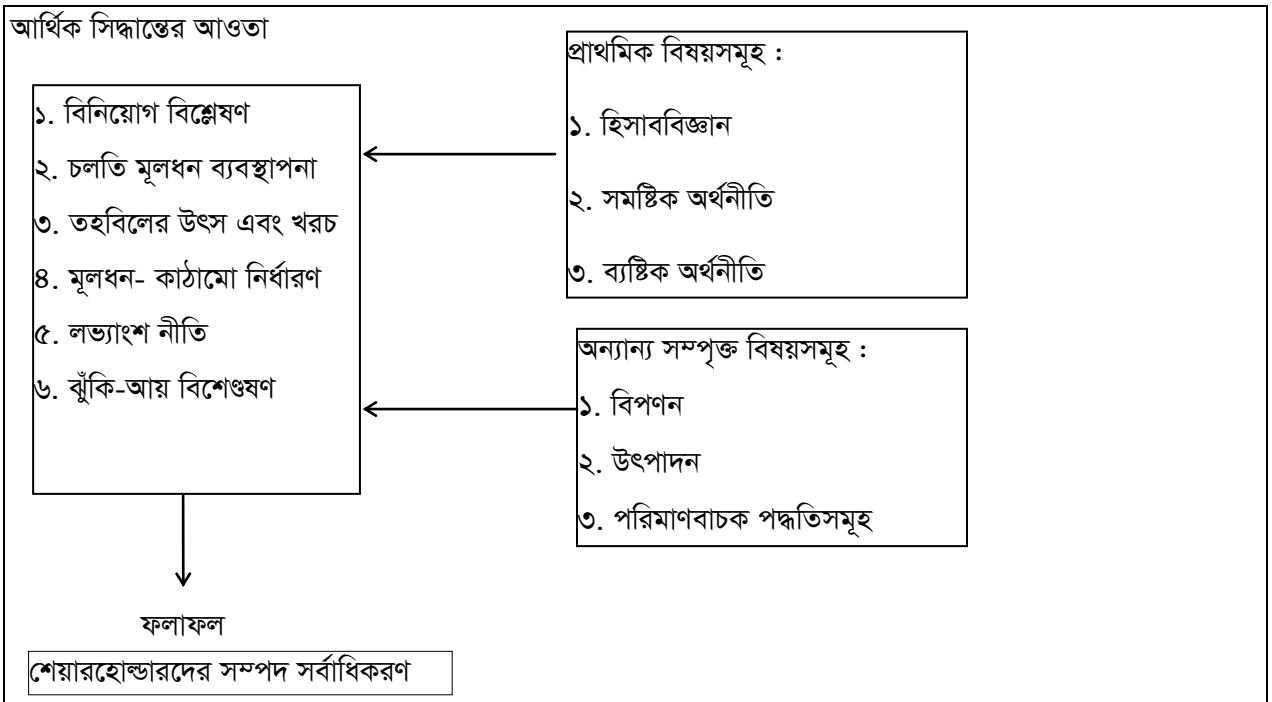 আর্থিক সিদ্ধান্তের আওতা
১. বিনিয়োগ বিশ্লেষণ
২. চলতি মূলধন ব্যবস্থাপনা
৩. তহবিলের উৎস এবং খরচ
৪. মূলধন- কাঠামো নির্ধারণ
৫. লভ্যাংশ নীতি
৬. ঝুঁকি-আয় বিশেণ্ডষণ
প্রাথমিক বিষয়সমূহ :
১. হিসাববিজ্ঞান
২. সমষ্টিক অর্থনীতি
৩. ব্যষ্টিক অর্থনীতি
অন্যান্য সম্পৃক্ত বিষয়সমূহ :
১. বিপণন
২. উৎপাদন
৩. পরিমাণবাচক পদ্ধতিসমূহ
ফলাফল
শেয়ারহোল্ডারদের সম্পদ সর্বাধিকরণ